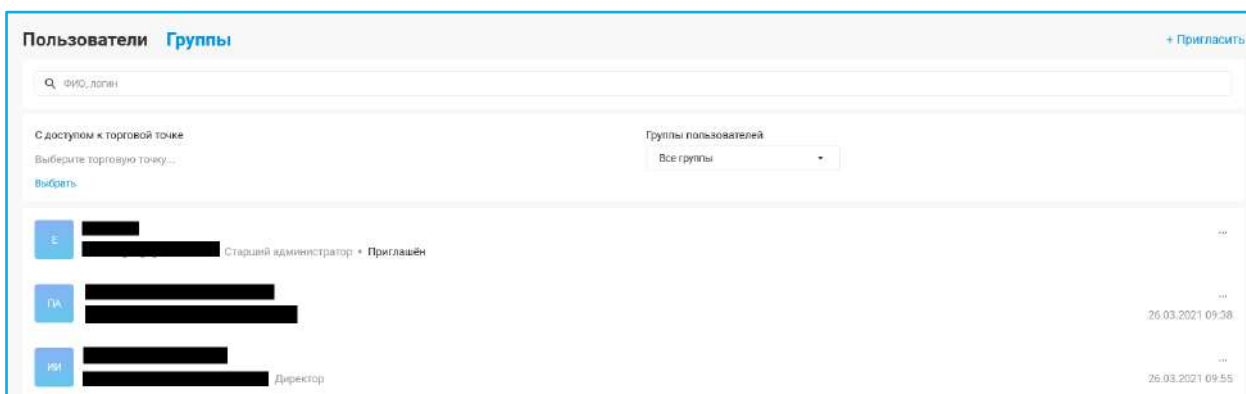 Пользователи Группы + Пригласить
ФИО, логин
С доступом к торговой точке Группы пользователей
Выберите торговую точку... Все группы
Выбрать
Е ...
Старший администратор • Приглашён
ПА ...
26.03.2021 09:38
ИИ ...
Директор 26.03.2021 09:55